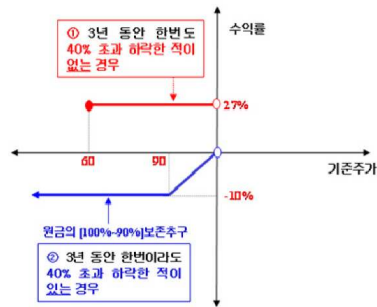 수익률
① 3년 동안 한번도
40% 초과 하락한 적이
없는 경우
27%
60
90
기준주가
-10%
원금의 [100%~90%]보존추구
② 3년 동안 한번이라도
40% 초과 하락한 적이
있는 경우